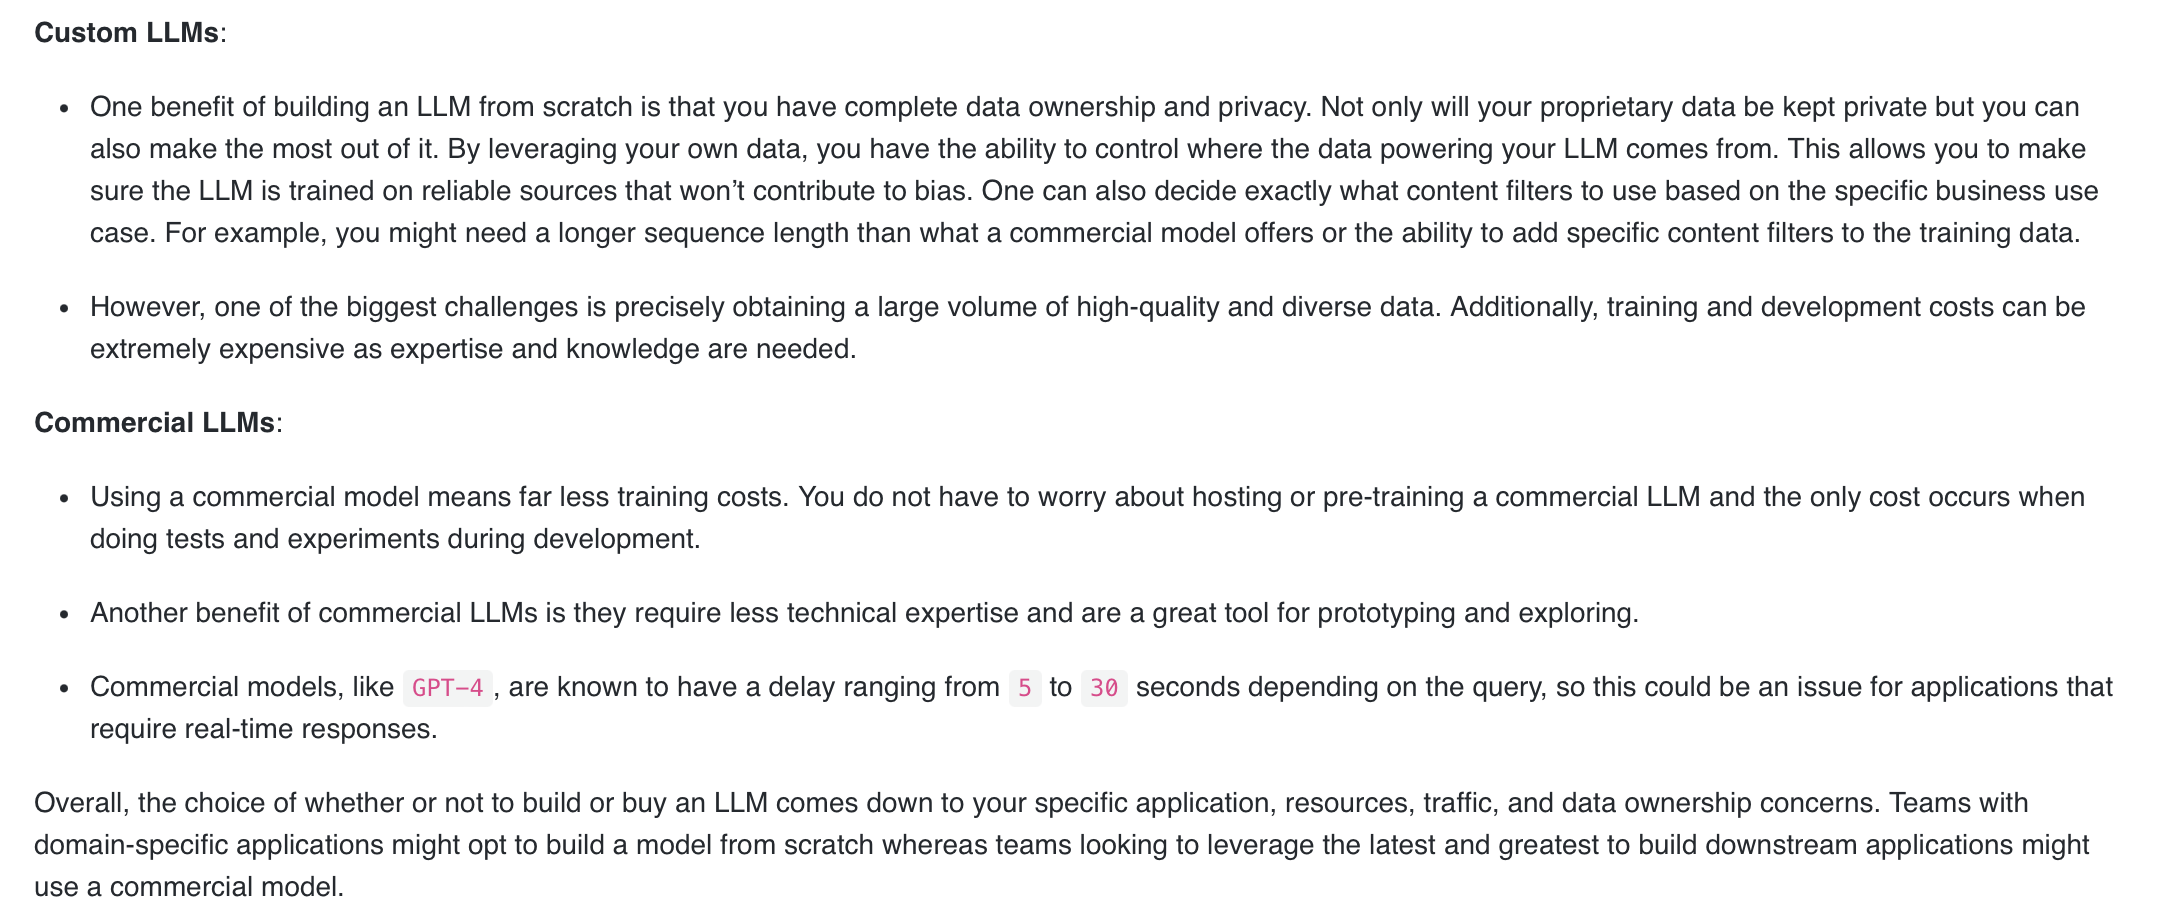 Custom LLMs:
• One benefit of building an LLM from scratch is that you have complete data ownership and privacy. Not only will your proprietary data be kept private but you can
also make the most out of it. By leveraging your own data, you have the ability to control where the data powering your LLM comes from. This allows you to make
sure the LLM is trained on reliable sources that won’t contribute to bias. One can also decide exactly what content filters to use based on the specific business use
case. For example, you might need a longer sequence length than what a commercial model offers or the ability to add specific content filters to the training data.
• However, one of the biggest challenges is precisely obtaining a large volume of high-quality and diverse data. Additionally, training and development costs can be
extremely expensive as expertise and knowledge are needed.
Commercial LLMs:
• Using a commercial model means far less training costs. You do not have to worry about hosting or pre-training a commercial LLM and the only cost occurs when
doing tests and experiments during development.
• Another benefit of commercial LLMs is they require less technical expertise and are a great tool for prototyping and exploring.
• Commercial models, like GPT-4, are known to have a delay ranging from 5 to 30 seconds depending on the query, so this could be an issue for applications that
require real-time responses.
Overall, the choice of whether or not to build or buy an LLM comes down to your specific application, resources, traffic, and data ownership concerns. Teams with
domain-specific applications might opt to build a model from scratch whereas teams looking to leverage the latest and greatest to build downstream applications might
use a commercial model.